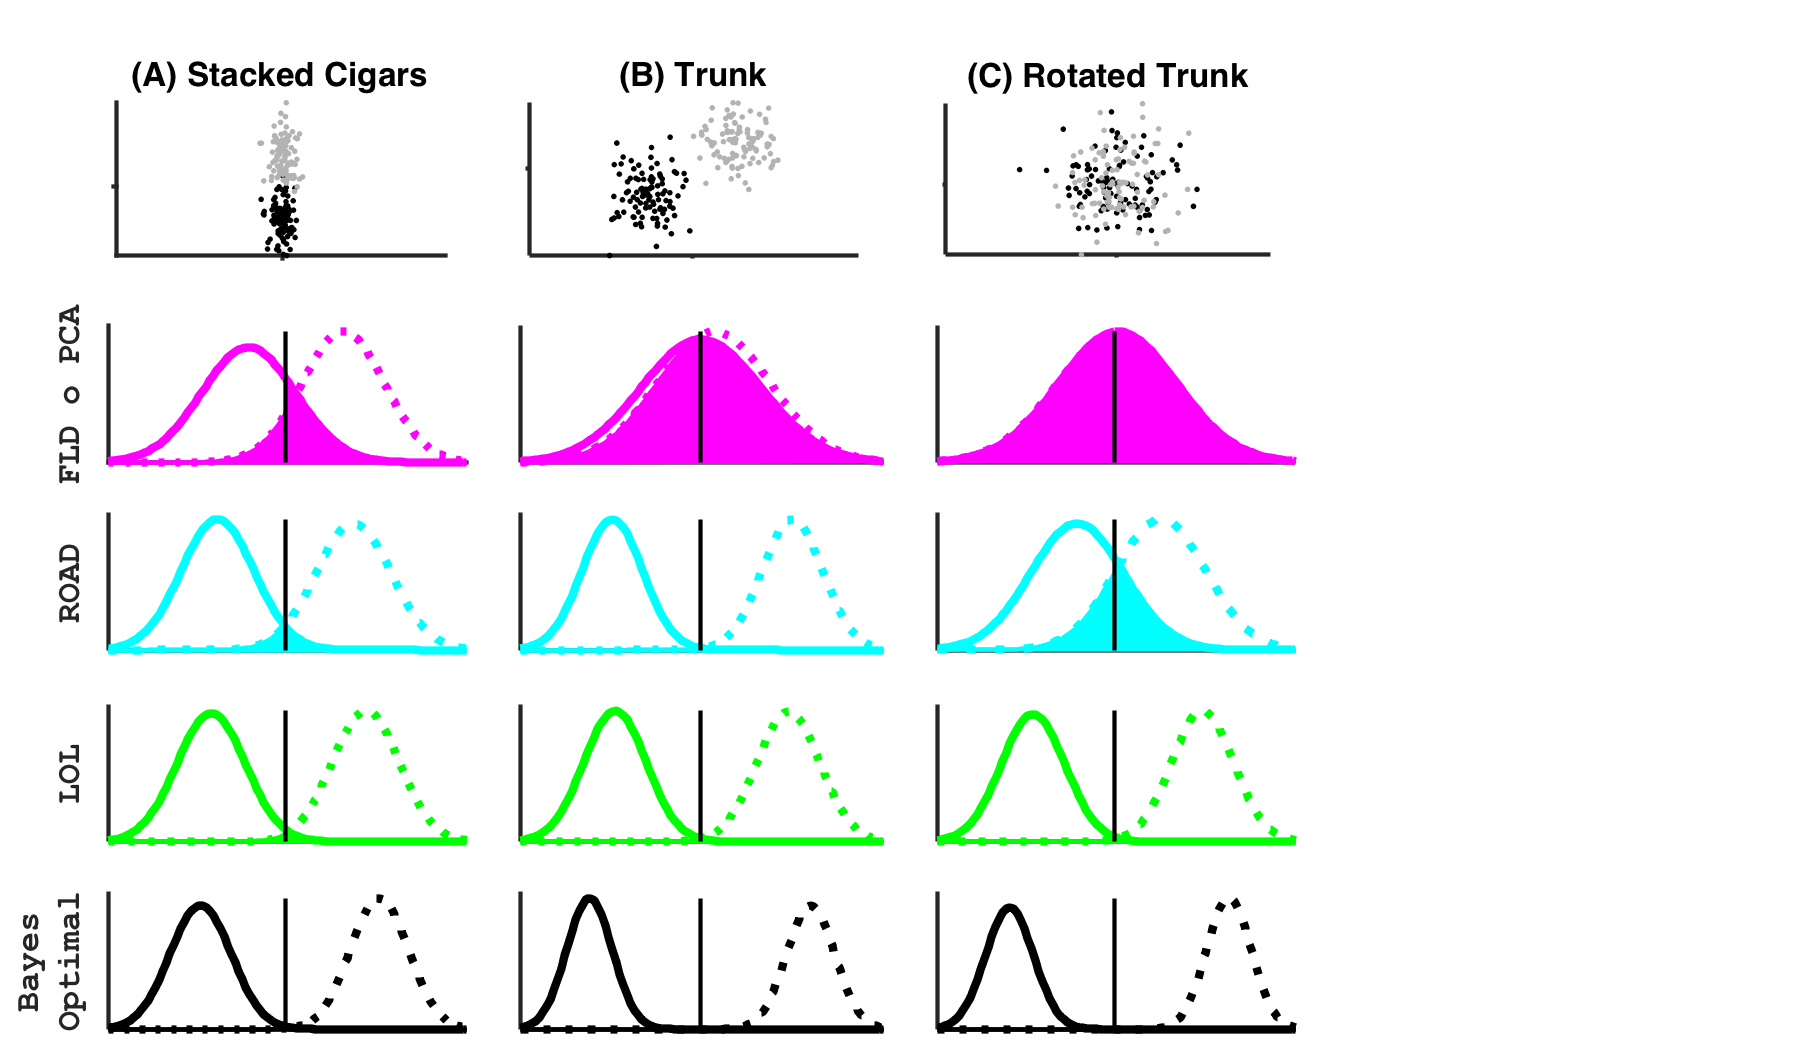 (A) Stacked Cigars
(B) Trunk
(C) Rotated Trunk
FLD o PCA
ROAD
LOL
Bayes
Optimal